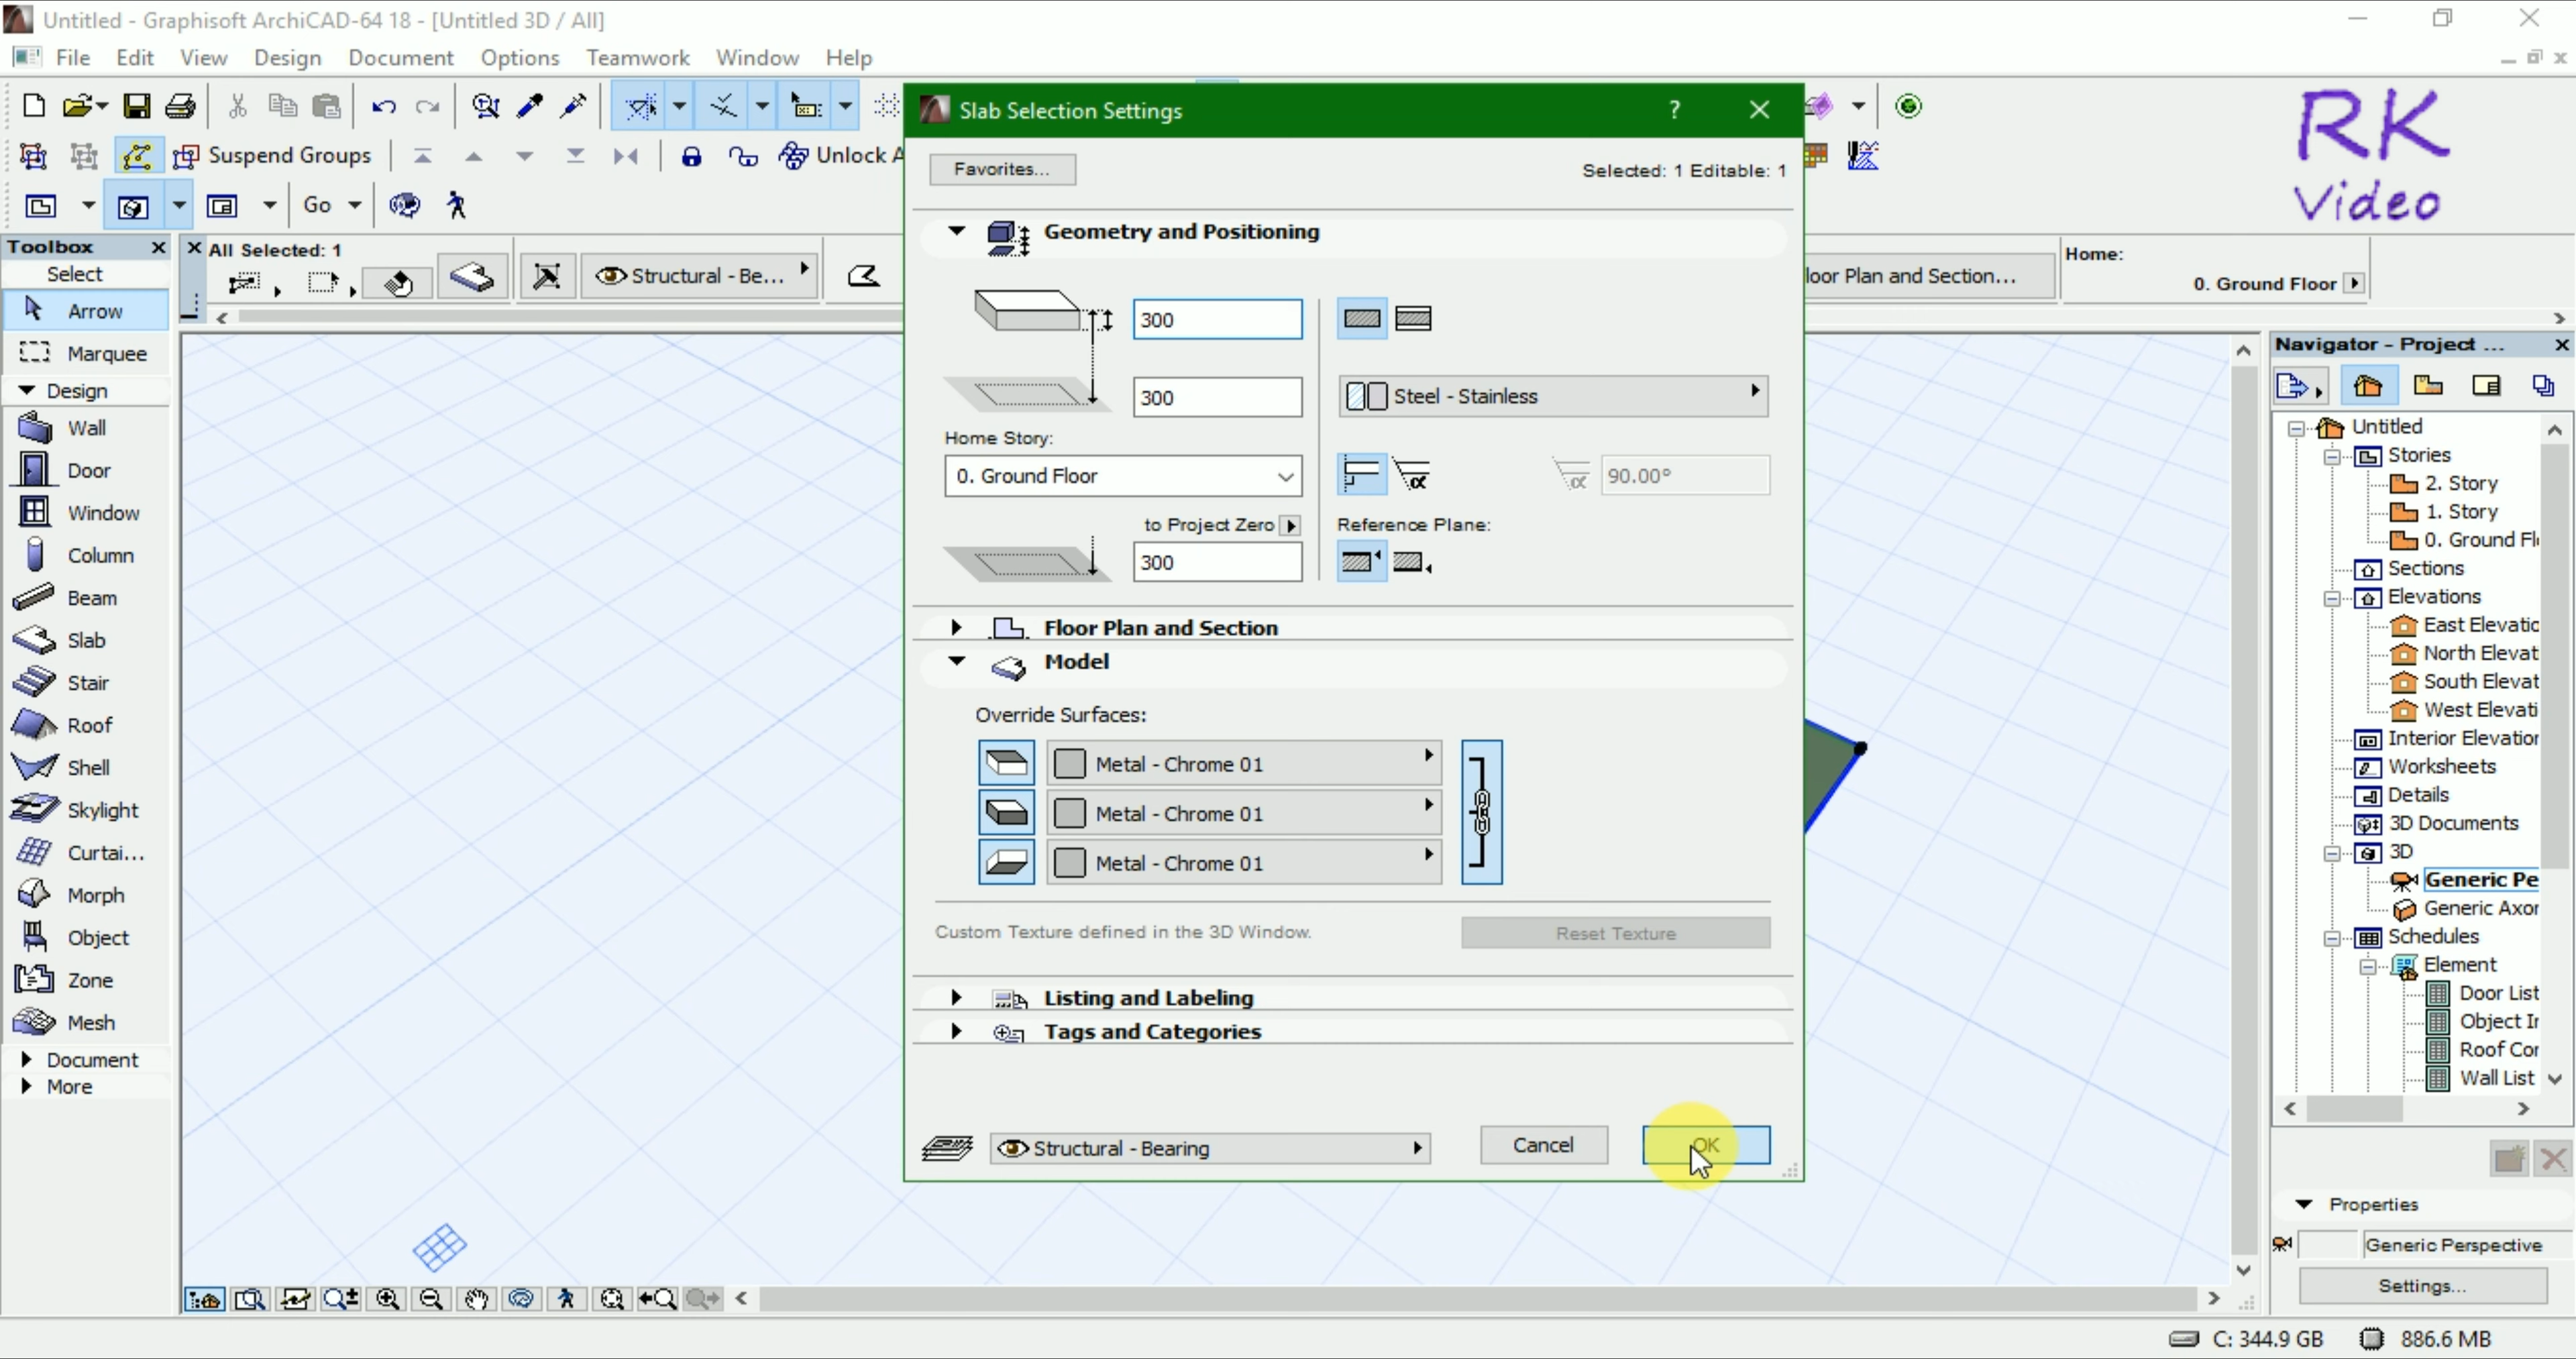 Untitled - Graphisoft ArchiCAD-64 18 - [Untitled 3D / All]
File Edit View Design Document Options Teamwork Window Help
RK
Video
Suspend Groups
Unlock A
Go
Toolbox
Select
Arrow
Marquee
Design
Wall
Door
Window
Column
Beam
Slab
Stair
Roof
Shell
Skylight
Curtai...
Morph
Object
Zone
Mesh
Document
More
All Selected: 1
Structural - Be...
loor Plan and Section...
Home:
0. Ground Floor
Slab Selection Settings
Favorites...
Selected: 1 Editable: 1
Geometry and Positioning
300
300
Steel - Stainless
Home Story:
0. Ground Floor
α
α
90.00°
to Project Zero
Reference Plane:
300
Floor Plan and Section
Model
Override Surfaces:
Metal - Chrome 01
Metal - Chrome 01
Metal - Chrome 01
Custom Texture defined in the 3D Window.
Reset Texture
Listing and Labeling
Tags and Categories
Structural - Bearing
Cancel
OK
Navigator - Project ...
Untitled
Stories
2. Story
1. Story
0. Ground Fl
Sections
Elevations
East Elevatio
North Elevat
South Elevat
West Elevati
Interior Elevation
Worksheets
Details
3D Documents
3D
Generic Pe
Generic Axor
Schedules
Element
Door List
Object Ir
Roof Cor
Wall List
Properties
Generic Perspective
Settings...
C: 344.9 GB
886.6 MB